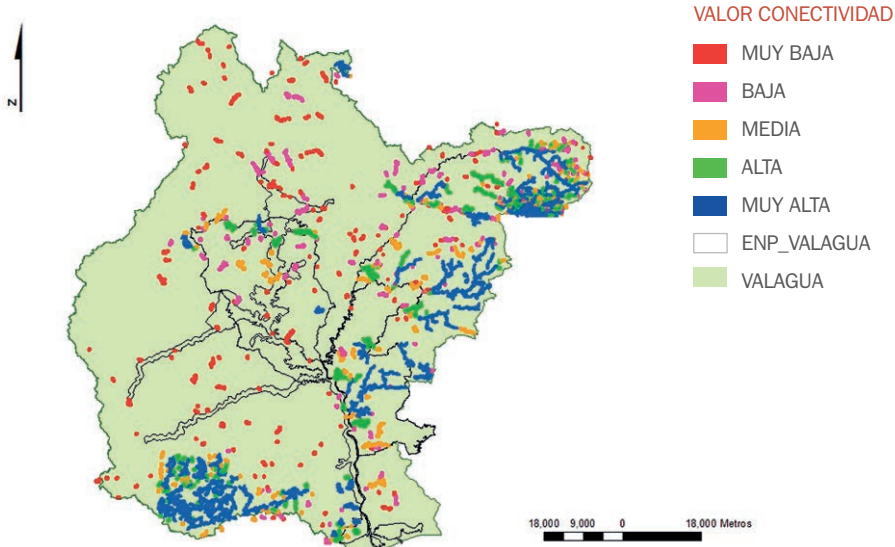 N
VALOR CONECTIVIDAD
MUY BAJA
BAJA
MEDIA
ALTA
MUY ALTA
ENP_VALAGUA
VALAGUA
18,000 9,000 0 18,000 Metros